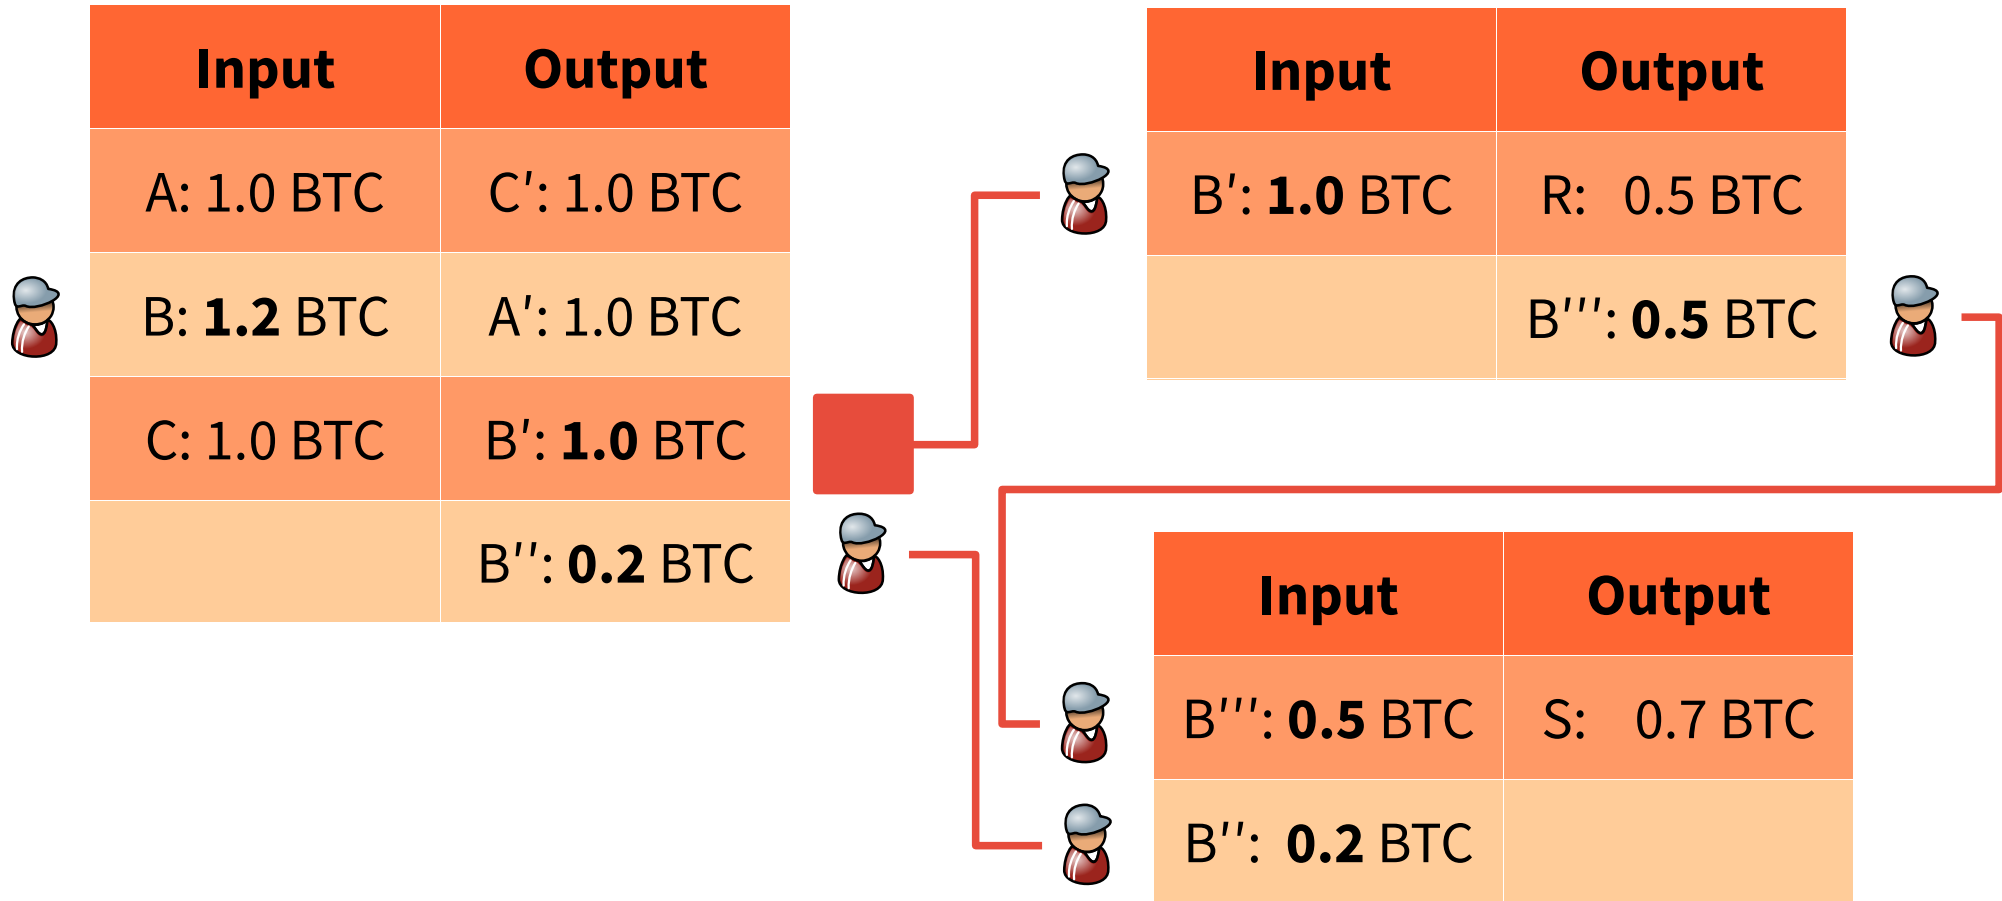 Input Output
A: 1.0 BTC C': 1.0 BTC
B: 1.2 BTC A': 1.0 BTC
C: 1.0 BTC B': 1.0 BTC
B'': 0.2 BTC
Input Output
B': 1.0 BTC R: 0.5 BTC
B''': 0.5 BTC
Input Output
B''': 0.5 BTC S: 0.7 BTC
B'': 0.2 BTC